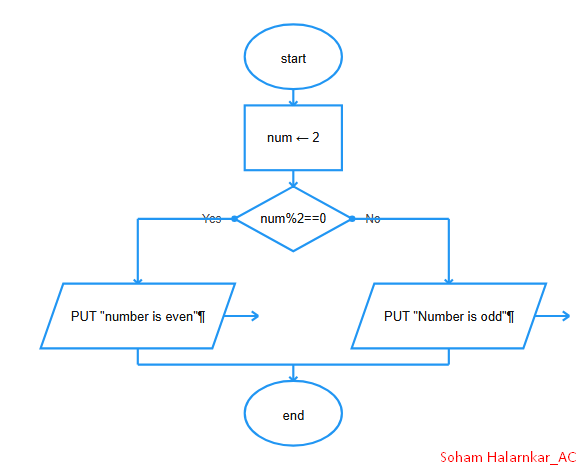 start
num ← 2
Yes
num%2==0
No
PUT "number is even"¶
PUT "Number is odd"¶
end
Soham Halarnkar_AC